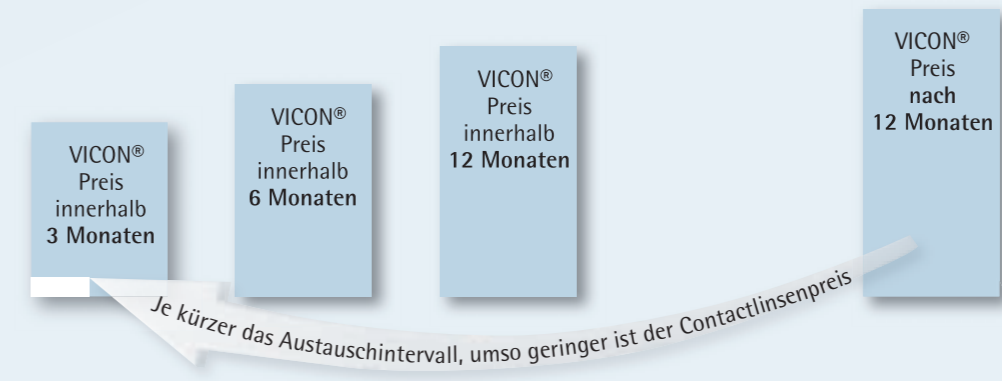 VICON®
Preis
innerhalb
3 Monaten
VICON®
Preis
innerhalb
6 Monaten
VICON®
Preis
innerhalb
12 Monaten
VICON®
Preis
nach
12 Monaten
Je kürzer das Austauschintervall, umso geringer ist der Contactlinsenpreis